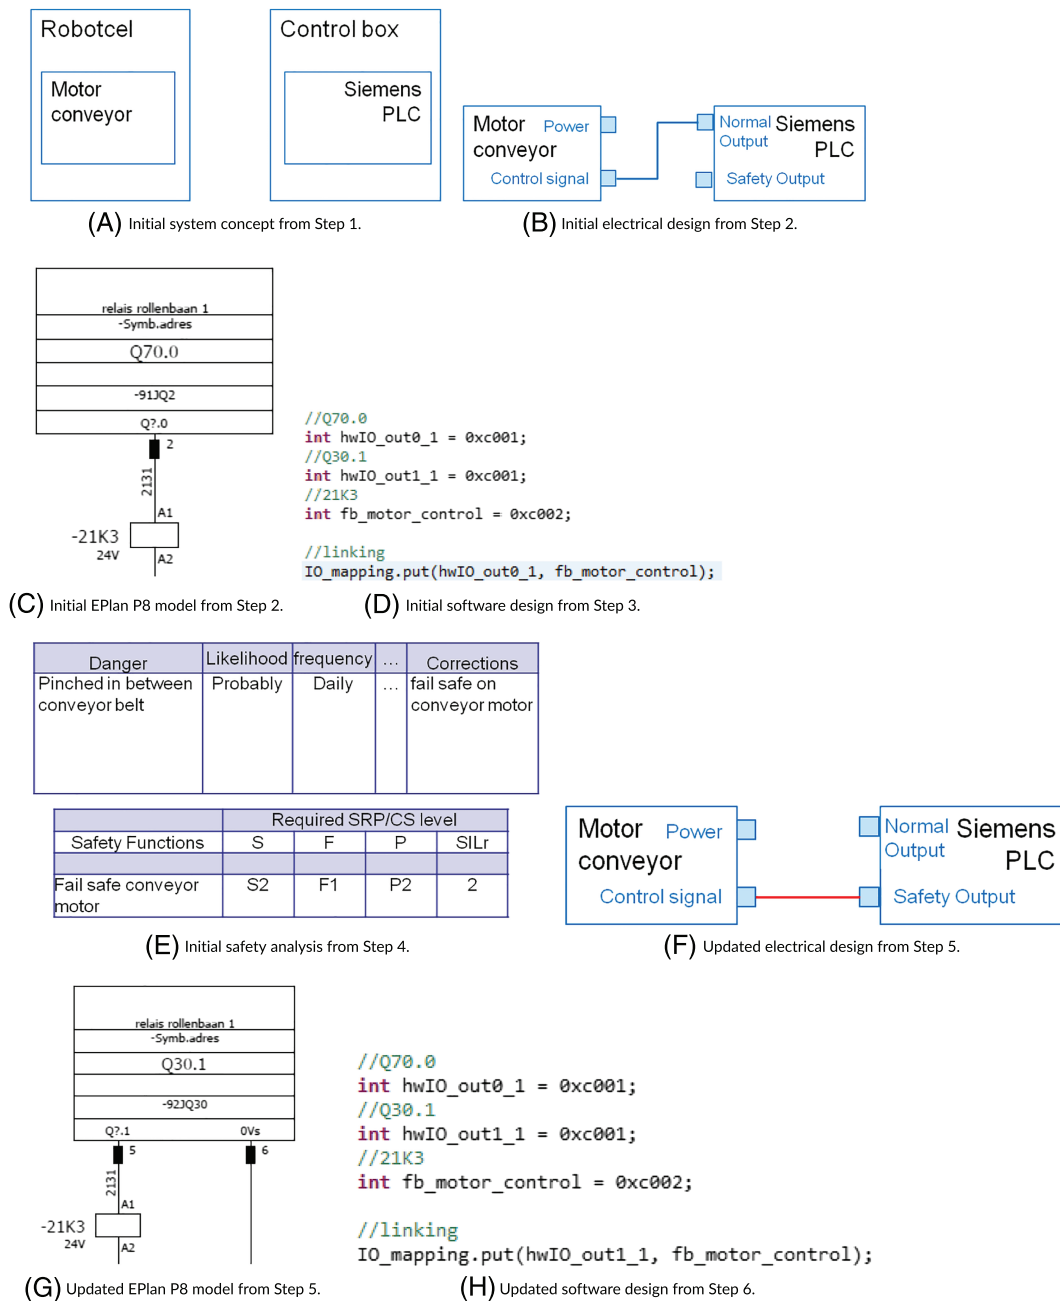 Robotcel
Motor
conveyor
Control box
Siemens
PLC
(A) Initial system concept from Step 1.
Motor
conveyor
Power
Control signal
Normal
Output
Siemens
PLC
Safety Output
(B) Initial electrical design from Step 2.
relais rollenbaan 1
-Symb.adres
Q70.0
-91JQ2
Q?.0
2
2131
A1
-21K3
24V
A2
(C) Initial EPlan P8 model from Step 2.
//Q70.0
int hwIO_out0_1 = 0xc001;
//Q30.1
int hwIO_out1_1 = 0xc001;
//21K3
int fb_motor_control = 0xc002;
//linking
IO_mapping.put(hwIO_out0_1, fb_motor_control);
(D) Initial software design from Step 3.
Danger Likelihood frequency ... Corrections
Pinched in between conveyor belt Probably Daily ... fail safe on conveyor motor
Required SRP/CS level
Safety Functions S F P SILr
Fail safe conveyor motor S2 F1 P2 2
(E) Initial safety analysis from Step 4.
Motor
conveyor
Power
Control signal
Normal
Output
Siemens
PLC
Safety Output
(F) Updated electrical design from Step 5.
relais rollenbaan 1
-Symb.adres
Q30.1
-92JQ30
Q?.1 0Vs
5 6
2131
A1
-21K3
24V
A2
(G) Updated EPlan P8 model from Step 5.
//Q70.0
int hwIO_out0_1 = 0xc001;
//Q30.1
int hwIO_out1_1 = 0xc001;
//21K3
int fb_motor_control = 0xc002;
//linking
IO_mapping.put(hwIO_out1_1, fb_motor_control);
(H) Updated software design from Step 6.